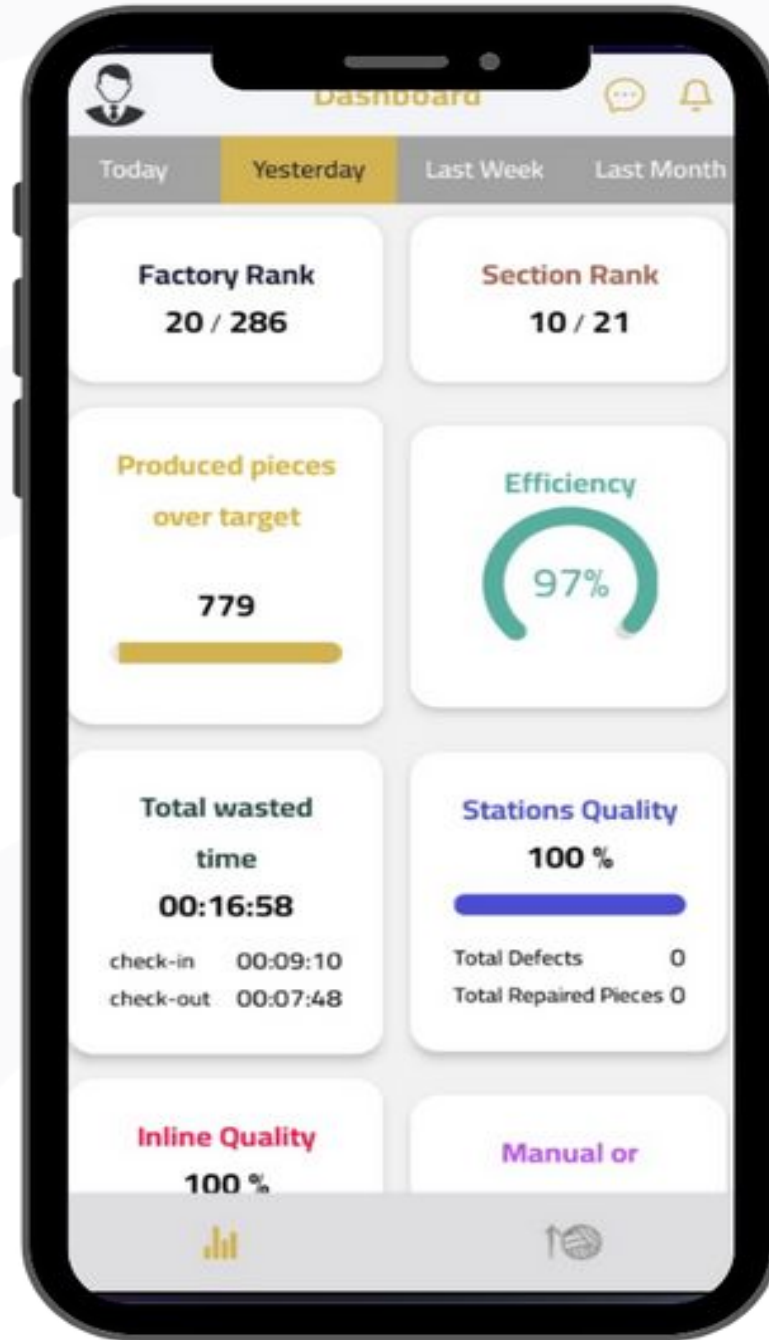 Dashboard
Today Yesterday Last Week Last Month
Factory Rank
20 / 286
Section Rank
10 / 21
Produced pieces
over target
779
Efficiency
97%
Total wasted
time
00:16:58
check-in 00:09:10
check-out 00:07:48
Stations Quality
100 %
Total Defects 0
Total Repaired Pieces 0
Inline Quality
100 %
Manual or